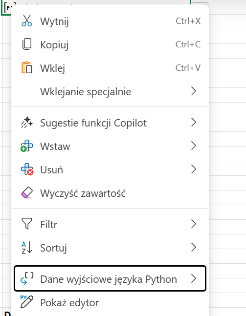 Wytnij Ctrl+X
Kopiuj Ctrl+C
Wklej Ctrl+V
Wklejanie specjalne
Sugestie funkcji Copilot
Wstaw
Usuń
Wyczyść zawartość
Filtr
Sortuj
Dane wyjściowe języka Python
Pokaż edytor